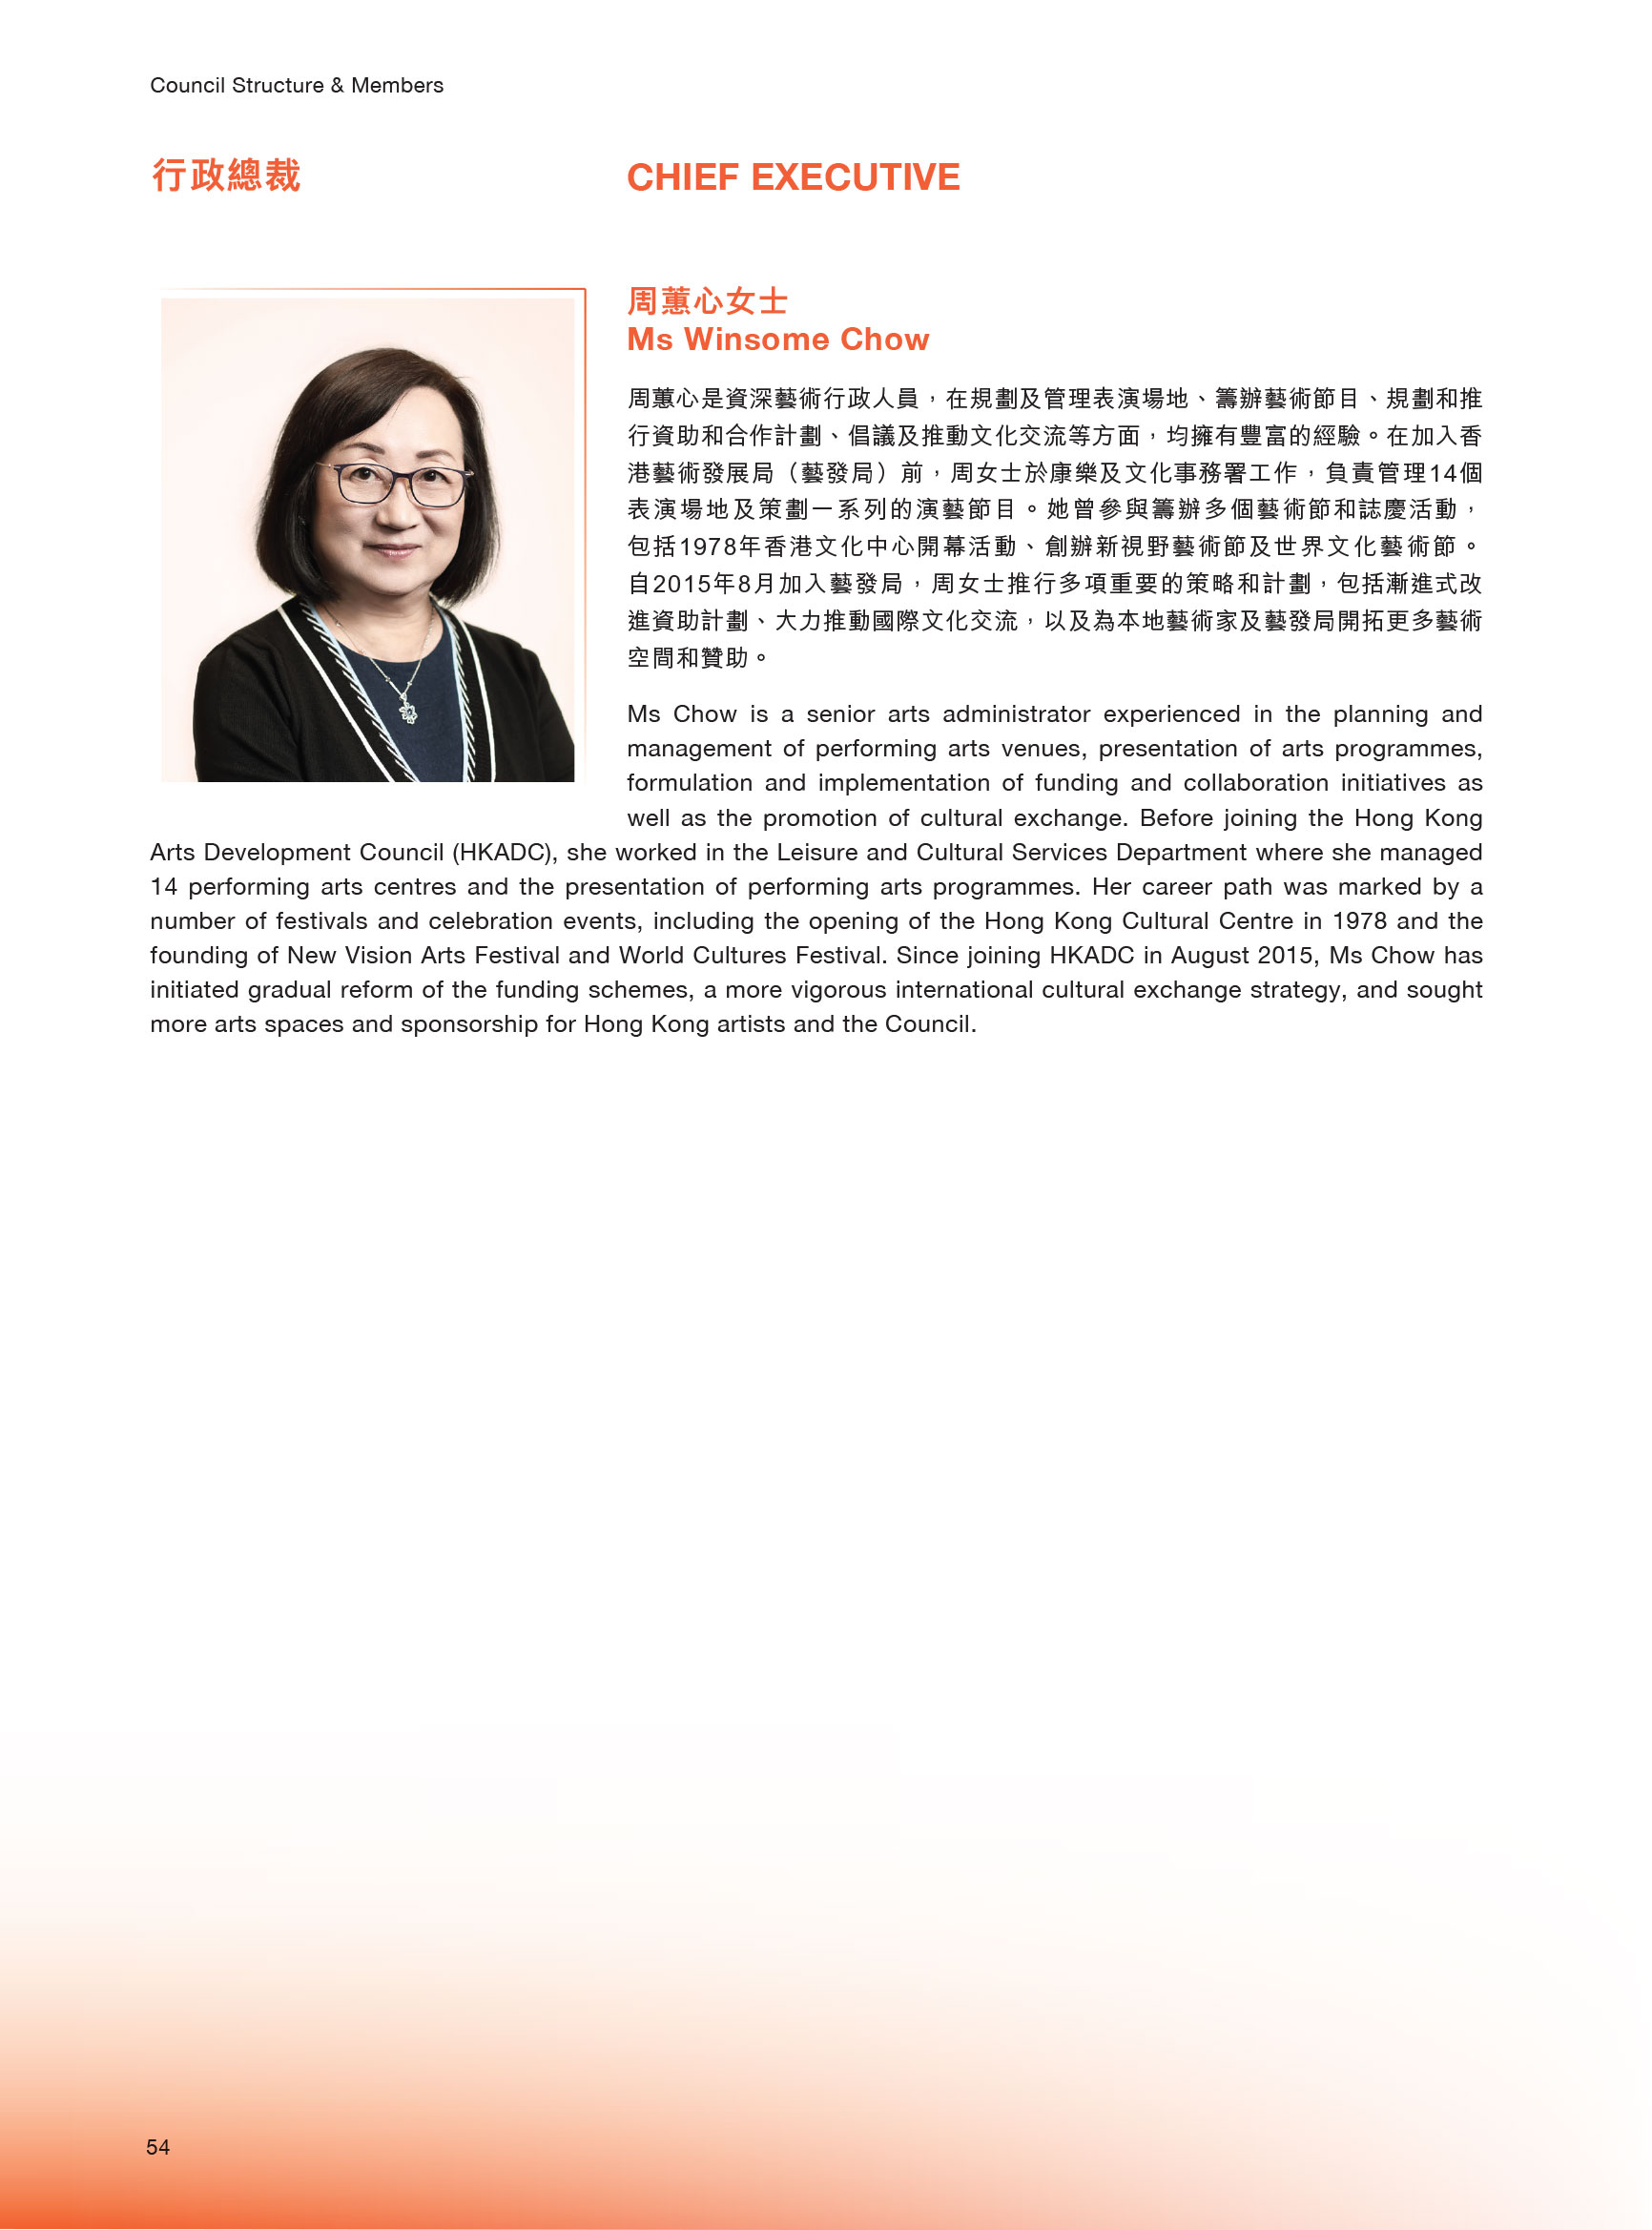 Council Structure & Members
行政總裁
CHIEF EXECUTIVE
周蕙心女士
Ms Winsome Chow
周蕙心是資深藝術行政人員，在規劃及管理表演場地、籌辦藝術節目、規劃和推
行資助和合作計劃、倡議及推動文化交流等方面，均擁有豐富的經驗。在加入香
港藝術發展局（藝發局）前，周女士於康樂及文化事務署工作，負責管理14個
表演場地及策劃一系列的演藝節目。她曾參與籌辦多個藝術節和誌慶活動，
包括1978年香港文化中心開幕活動、創辦新視野藝術節及世界文化藝術節。
自2015年8月加入藝發局，周女士推行多項重要的策略和計劃，包括漸進式改
進資助計劃、大力推動國際文化交流，以及為本地藝術家及藝發局開拓更多藝術
空間和贊助。
Ms Chow is a senior arts administrator experienced in the planning and
management of performing arts venues, presentation of arts programmes,
formulation and implementation of funding and collaboration initiatives as
well as the promotion of cultural exchange. Before joining the Hong Kong
Arts Development Council (HKADC), she worked in the Leisure and Cultural Services Department where she managed
14 performing arts centres and the presentation of performing arts programmes. Her career path was marked by a
number of festivals and celebration events, including the opening of the Hong Kong Cultural Centre in 1978 and the
founding of New Vision Arts Festival and World Cultures Festival. Since joining HKADC in August 2015, Ms Chow has
initiated gradual reform of the funding schemes, a more vigorous international cultural exchange strategy, and sought
more arts spaces and sponsorship for Hong Kong artists and the Council.
54